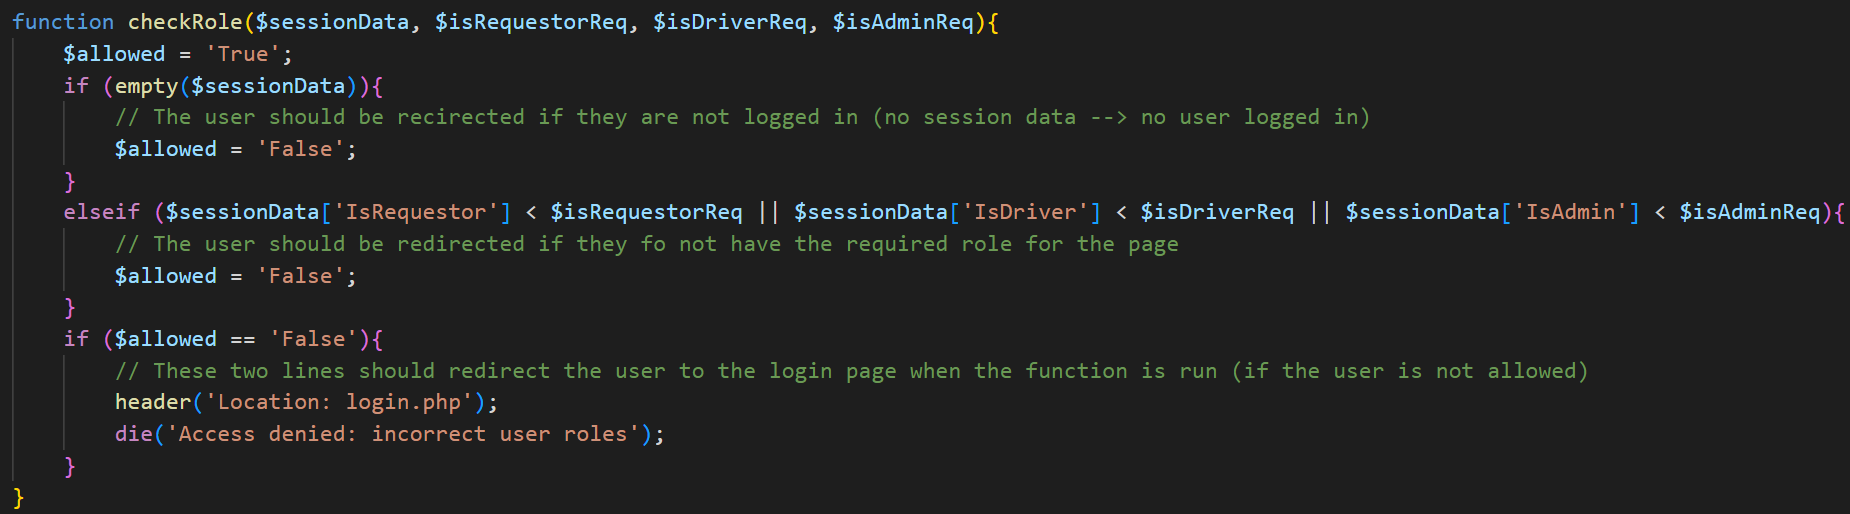 function checkRole($sessionData, $isRequestorReq, $isDriverReq, $isAdminReq){
    $allowed = 'True';
    if (empty($sessionData)){
        // The user should be recirected if they are not logged in (no session data --> no user logged in)
        $allowed = 'False';
    }
    elseif ($sessionData['IsRequestor'] < $isRequestorReq || $sessionData['IsDriver'] < $isDriverReq || $sessionData['IsAdmin'] < $isAdminReq){
        // The user should be redirected if they fo not have the required role for the page
        $allowed = 'False';
    }
    if ($allowed == 'False'){
        // These two lines should redirect the user to the login page when the function is run (if the user is not allowed)
        header('Location: login.php');
        die('Access denied: incorrect user roles');
    }
}